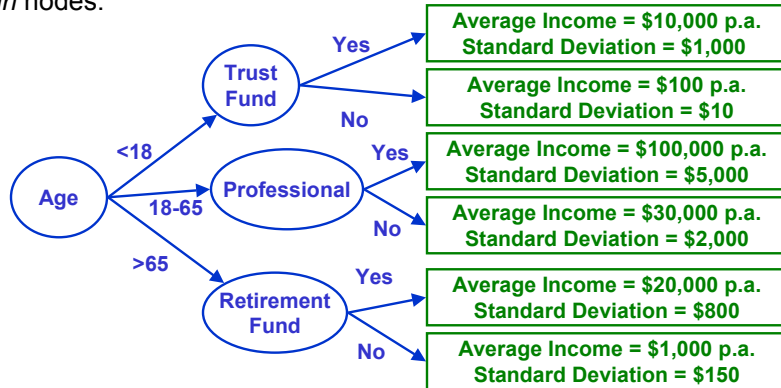 n nodes.
Average Income = $10,000 p.a.
Standard Deviation = $1,000
Yes
Trust
Fund
Average Income = $100 p.a.
Standard Deviation = $10
No
<18
Average Income = $100,000 p.a.
Standard Deviation = $5,000
Yes
Age
18-65
Professional
Average Income = $30,000 p.a.
Standard Deviation = $2,000
No
>65
Average Income = $20,000 p.a.
Standard Deviation = $800
Yes
Retirement
Fund
Average Income = $1,000 p.a.
Standard Deviation = $150
No